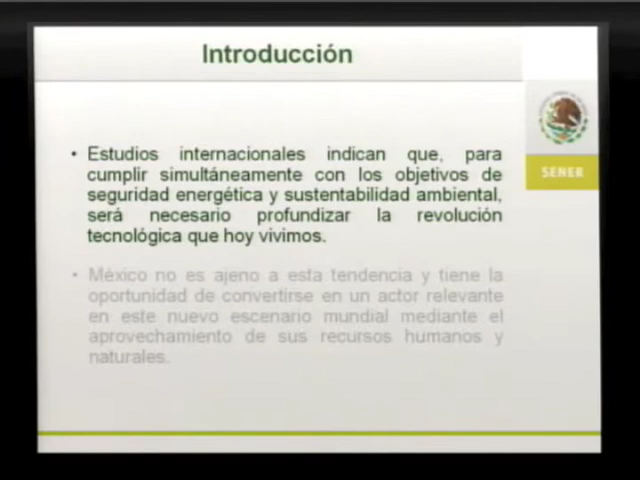 Introducción
• Estudios internacionales indican que, para
cumplir simultáneamente con los objetivos de
seguridad energética y sustentabilidad ambiental,
será necesario profundizar la revolución
tecnológica que hoy vivimos.
• México no es ajeno a esta tendencia y tiene la
oportunidad de convertirse en un actor relevante
en este nuevo escenario mundial mediante el
aprovechamiento de sus recursos humanos y
naturales.
SENER